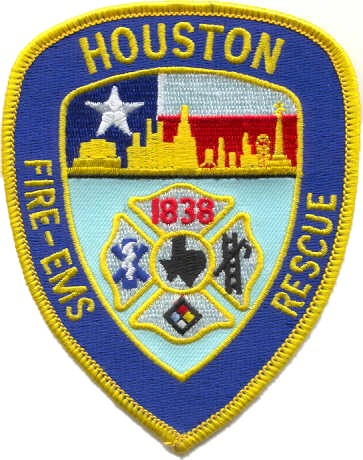 HOUSTON
FIRE-EMS
RESCUE
1838